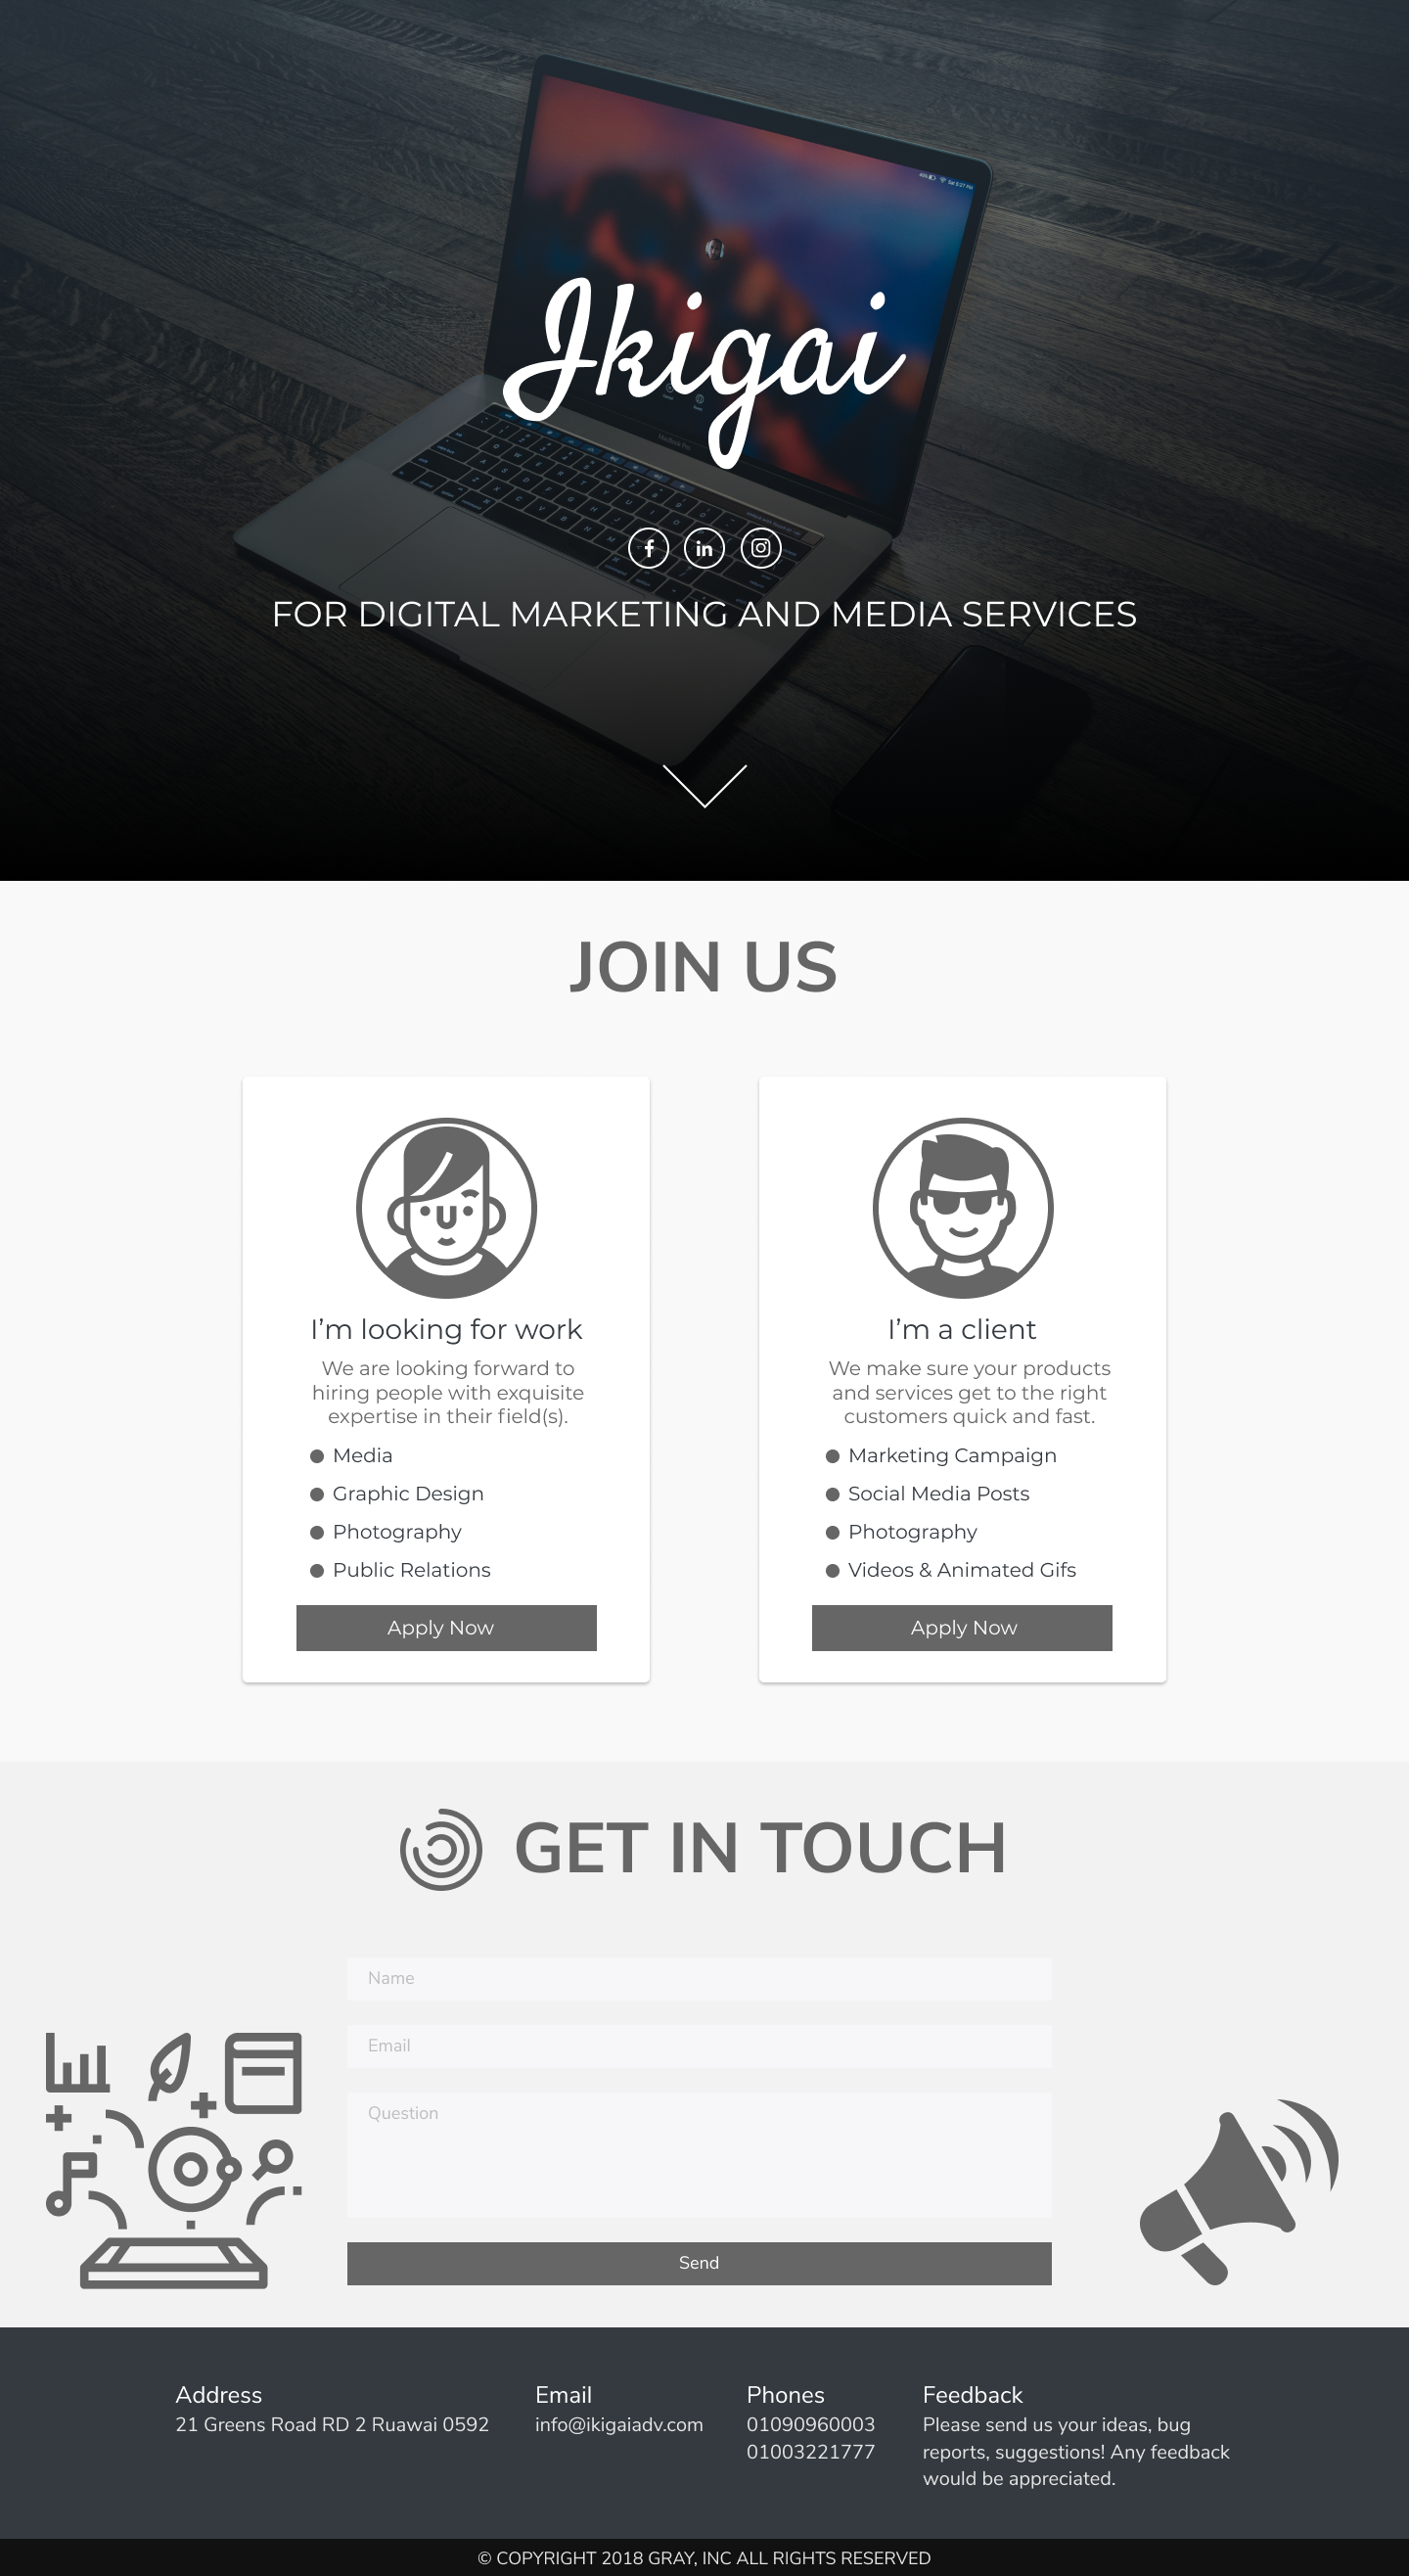 Ikigai
FOR DIGITAL MARKETING AND MEDIA SERVICES
JOIN US
I'm looking for work
We are looking forward to
hiring people with exquisite
expertise in their field(s).
Media
Graphic Design
Photography
Public Relations
Apply Now
I'm a client
We make sure your products
and services get to the right
customers quick and fast.
Marketing Campaign
Social Media Posts
Photography
Videos & Animated Gifs
Apply Now
GET IN TOUCH
Name
Email
Question
Send
Address
21 Greens Road RD 2 Ruawai 0592
Email
info@ikigaiadv.com
Phones
01090960003
01003221777
Feedback
Please send us your ideas, bug
reports, suggestions! Any feedback
would be appreciated.
© COPYRIGHT 2018 GRAY, INC ALL RIGHTS RESERVED